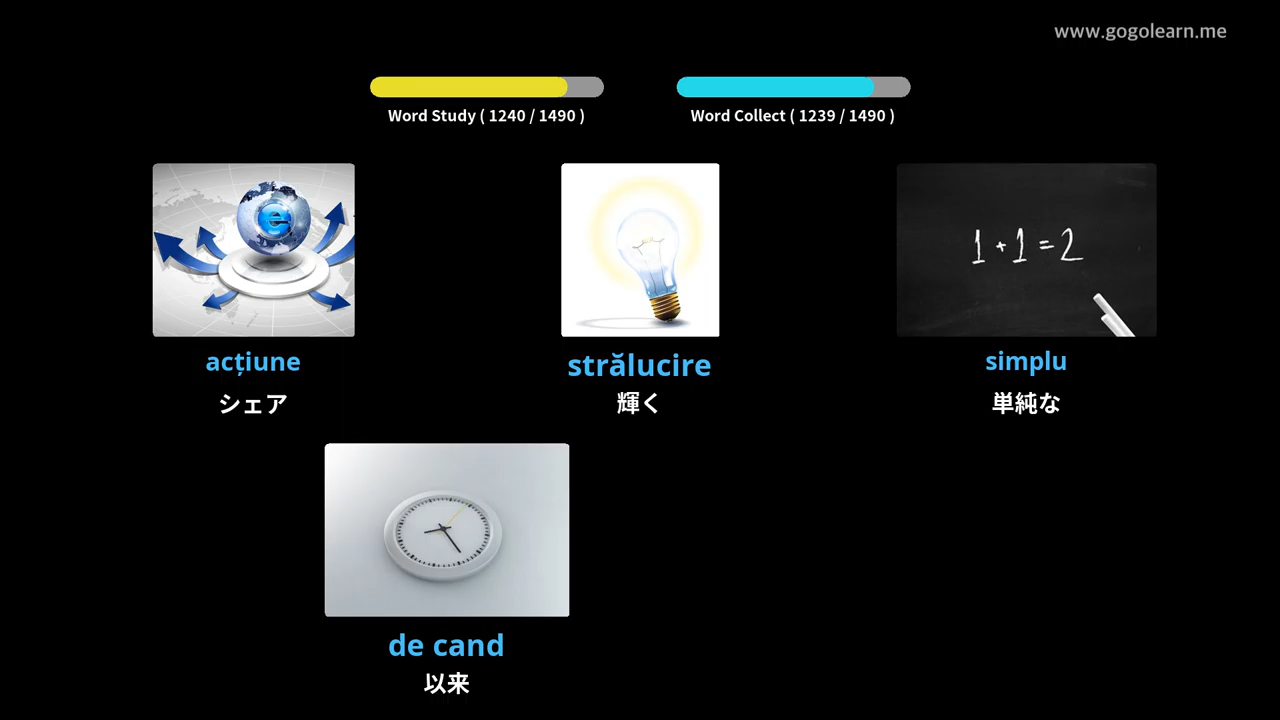 www.gogolearn.me
Word Study ( 1240 / 1490 )
Word Collect ( 1239 / 1490 )
e
1 + 1 = 2
acțiune
strălucire
simplu
シェア
輝く
単純な
de cand
以来